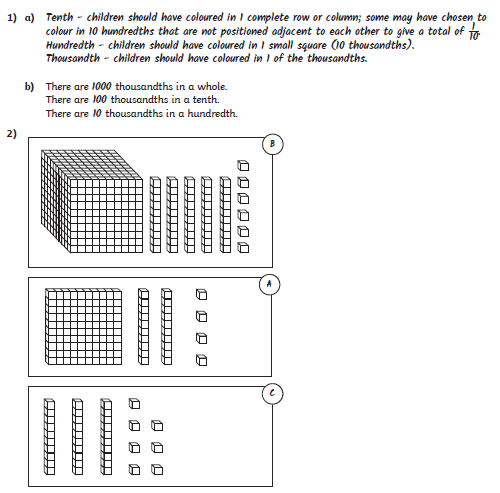 1) a) Tenth - children should have coloured in 1 complete row or column; some may have chosen to
colour in 10 hundredths that are not positioned adjacent to each other to give a total of 1/10.
Hundredth - children should have coloured in 1 small square (10 thousandths).
Thousandth - children should have coloured in 1 of the thousandths.
b) There are 1000 thousandths in a whole.
There are 100 thousandths in a tenth.
There are 10 thousandths in a hundredth.
2)
B
A
C